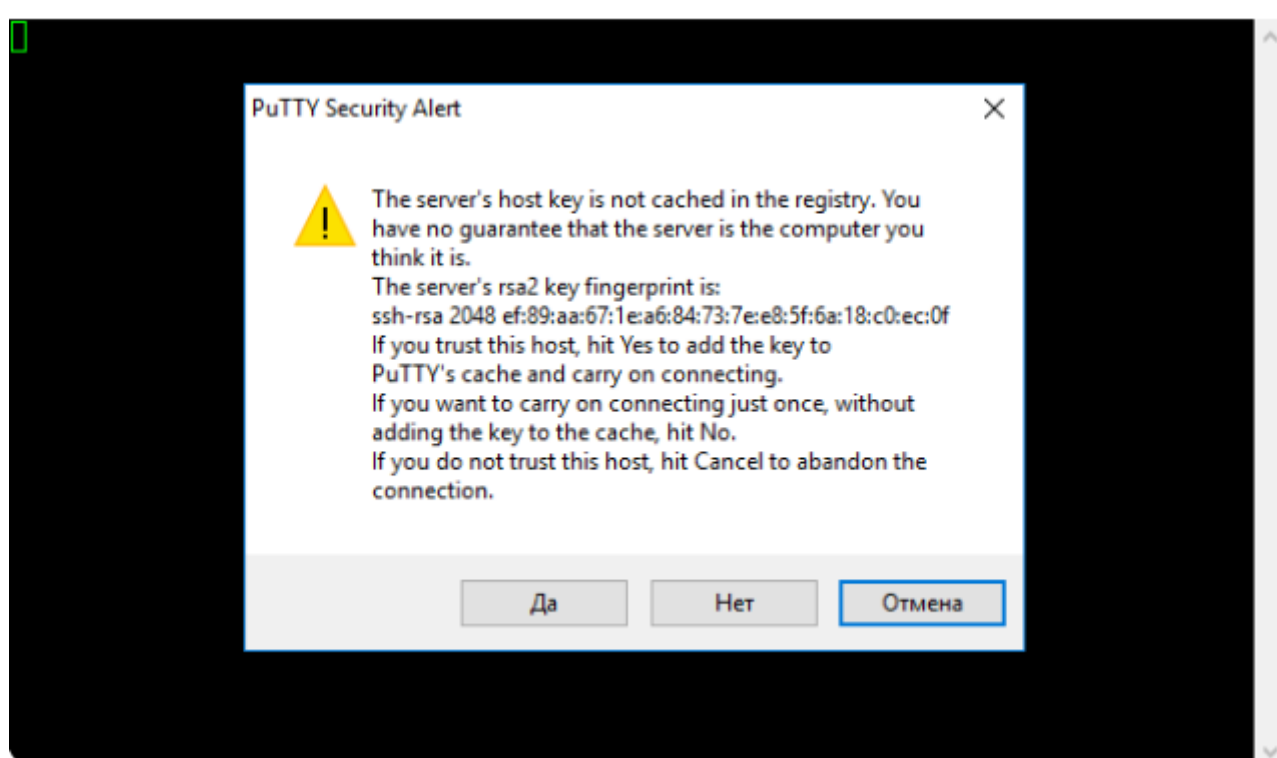 PuTTY Security Alert
The server's host key is not cached in the registry. You
have no guarantee that the server is the computer you
think it is.
The server's rsa2 key fingerprint is:
ssh-rsa 2048 ef:89:aa:67:1e:a6:84:73:7e:e8:5f:6a:18:c0:ec:0f
If you trust this host, hit Yes to add the key to
PuTTY's cache and carry on connecting.
If you want to carry on connecting just once, without
adding the key to the cache, hit No.
If you do not trust this host, hit Cancel to abandon the
connection.
Да Нет Отмена